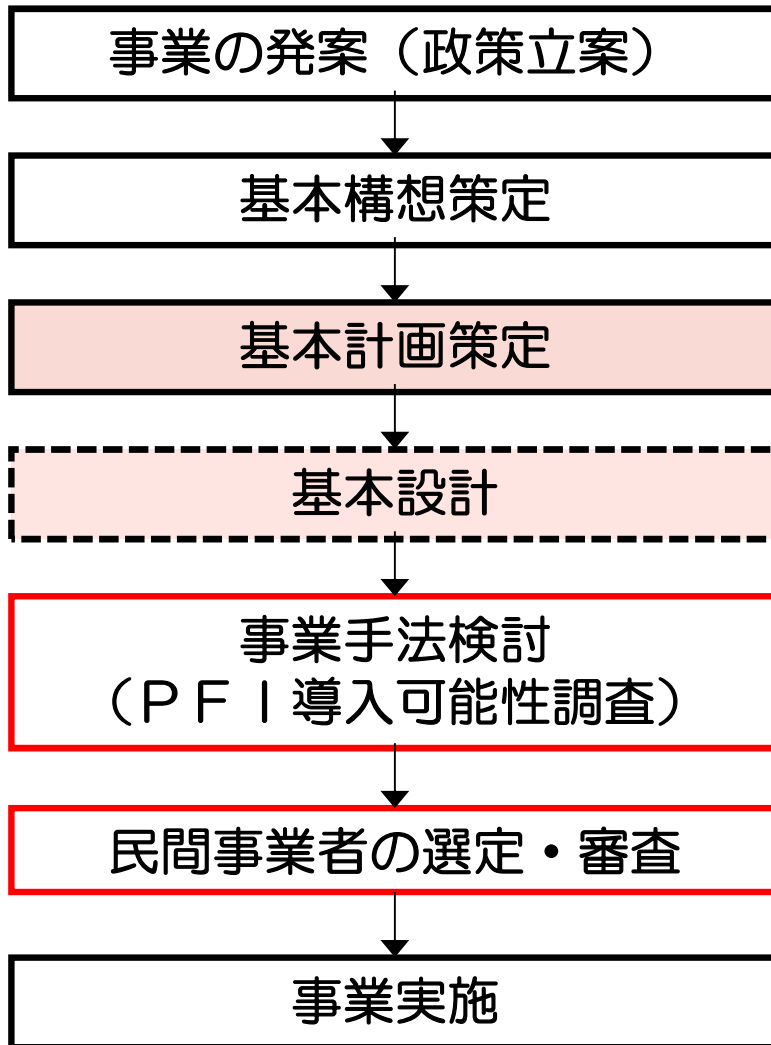 事業の発案（政策立案）
基本構想策定
基本計画策定
基本設計
事業手法検討
（ＰＦＩ導入可能性調査）
民間事業者の選定・審査
事業実施